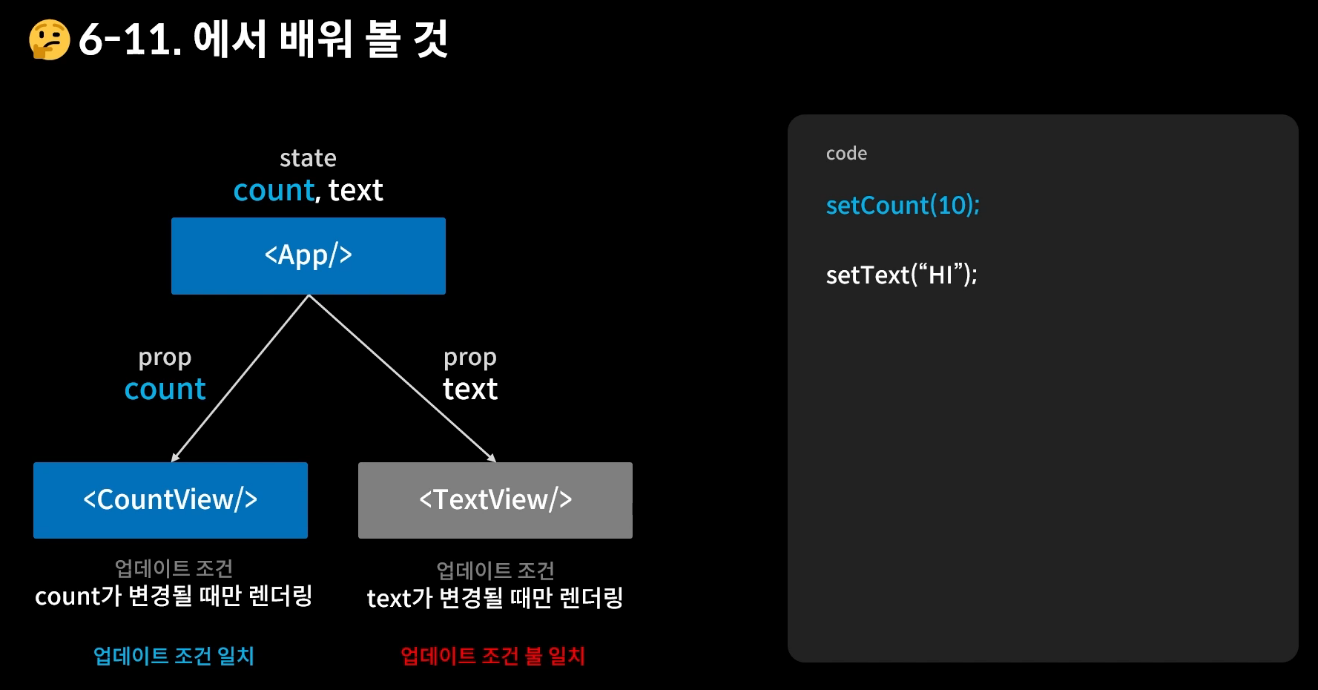 🤔6-11. 에서 배워 볼 것
state
count, text
<App/>
prop
count
prop
text
<CountView/>
<TextView/>
업데이트 조건
count가 변경될 때만 렌더링
업데이트 조건 일치
업데이트 조건
text가 변경될 때만 렌더링
업데이트 조건 불 일치
code
setCount(10);
setText(“HI”);